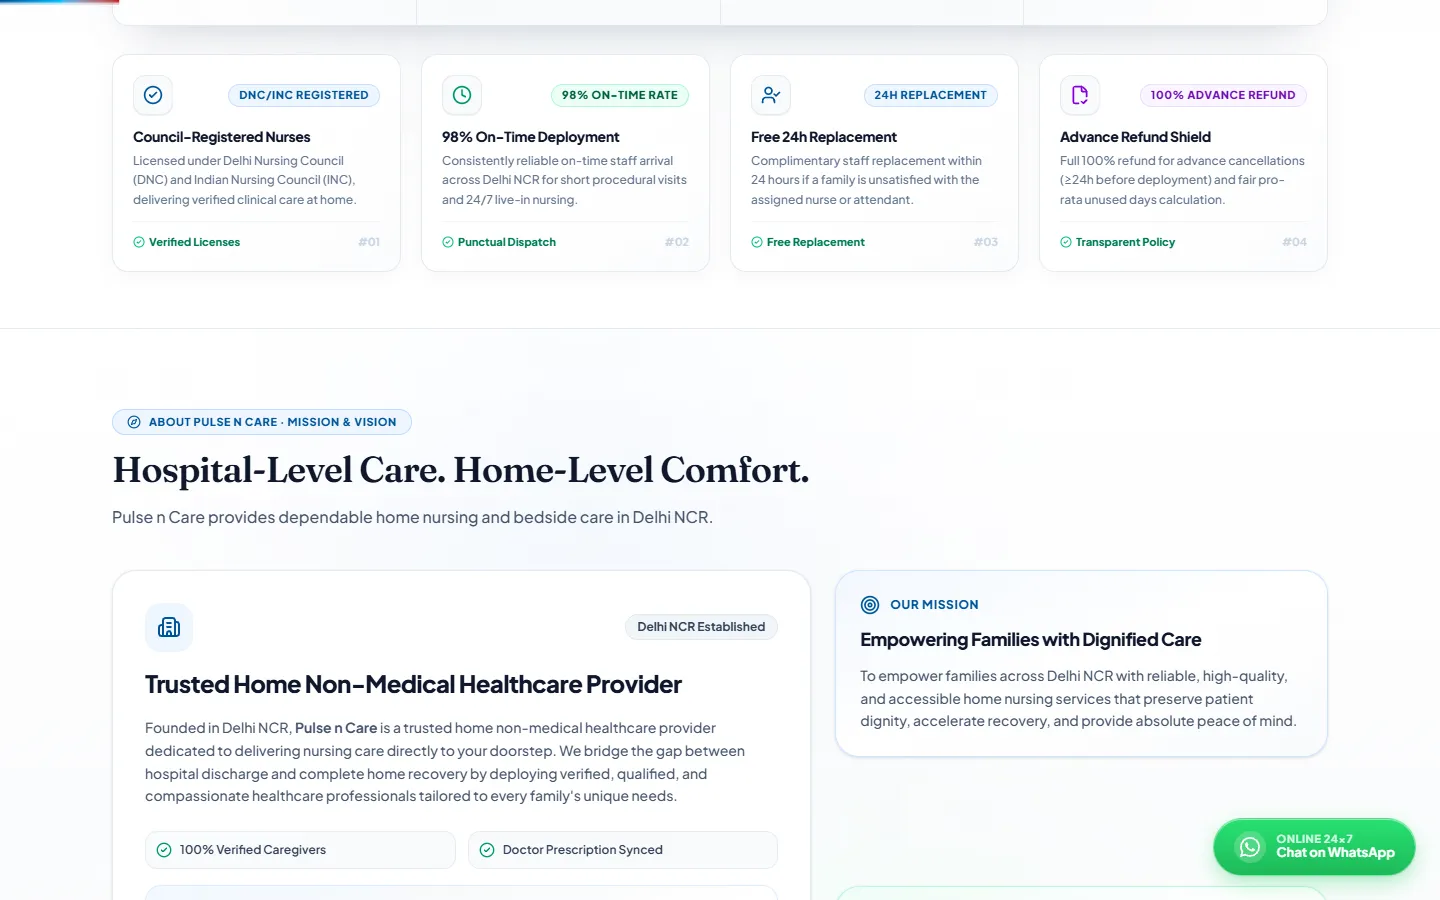 DNC/INC REGISTERED
Council-Registered Nurses
Licensed under Delhi Nursing Council
(DNC) and Indian Nursing Council (INC),
delivering verified clinical care at home.
Verified Licenses
#01
98% ON-TIME RATE
98% On-Time Deployment
Consistently reliable on-time staff arrival
across Delhi NCR for short procedural visits
and 24/7 live-in nursing.
Punctual Dispatch
#02
24H REPLACEMENT
Free 24h Replacement
Complimentary staff replacement within
24 hours if a family is unsatisfied with the
assigned nurse or attendant.
Free Replacement
#03
100% ADVANCE REFUND
Advance Refund Shield
Full 100% refund for advance cancellations
(≥24h before deployment) and fair pro-
rata unused days calculation.
Transparent Policy
#04
ABOUT PULSE N CARE · MISSION & VISION
Hospital-Level Care. Home-Level Comfort.
Pulse n Care provides dependable home nursing and bedside care in Delhi NCR.
Delhi NCR Established
Trusted Home Non-Medical Healthcare Provider
Founded in Delhi NCR, Pulse n Care is a trusted home non-medical healthcare provider
dedicated to delivering nursing care directly to your doorstep. We bridge the gap between
hospital discharge and complete home recovery by deploying verified, qualified, and
compassionate healthcare professionals tailored to every family's unique needs.
100% Verified Caregivers
Doctor Prescription Synced
OUR MISSION
Empowering Families with Dignified Care
To empower families across Delhi NCR with reliable, high-quality,
and accessible home nursing services that preserve patient
dignity, accelerate recovery, and provide absolute peace of mind.
ONLINE 24x7
Chat on WhatsApp